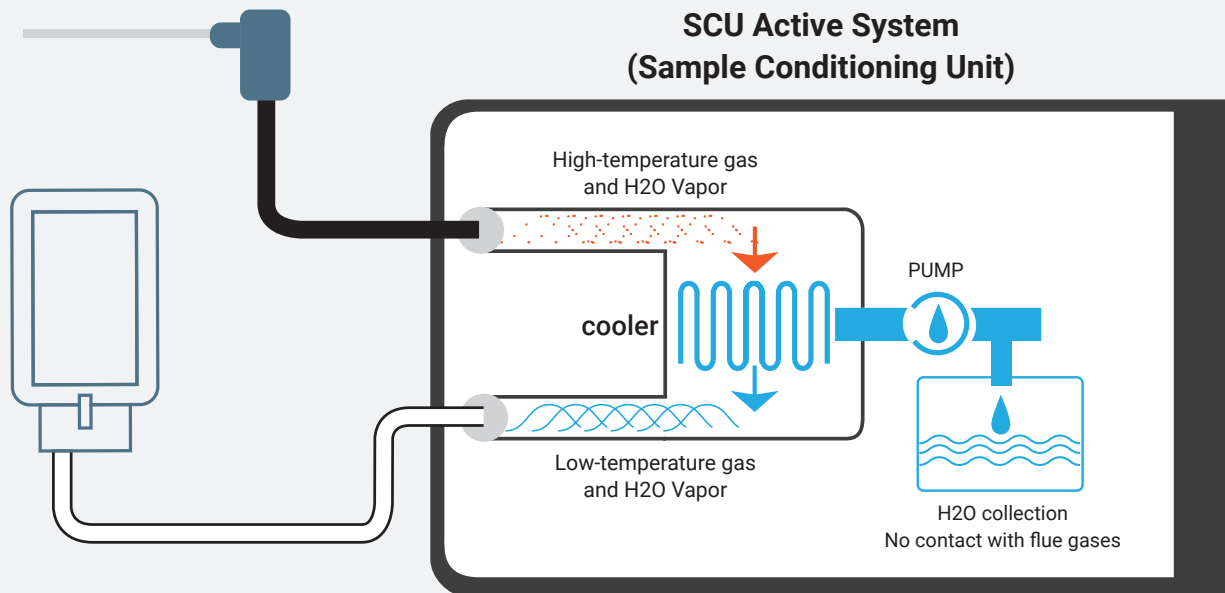 SCU Active System
(Sample Conditioning Unit)
High-temperature gas
and H2O Vapor
PUMP
cooler
Low-temperature gas
and H2O Vapor
H2O collection
No contact with flue gases